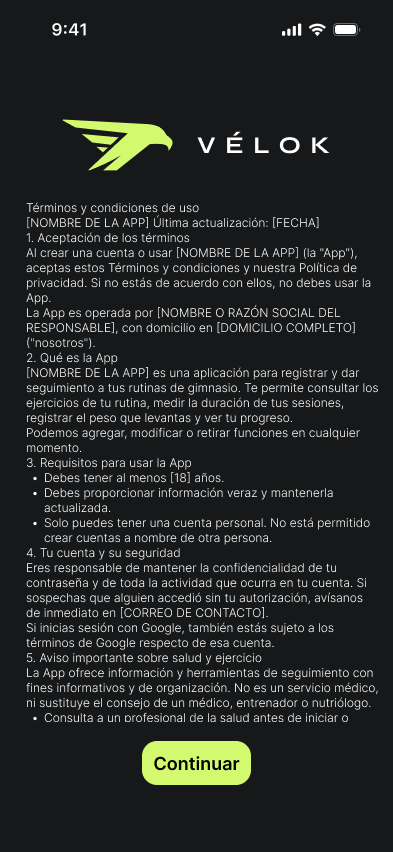 9:41
VÉLOK
Términos y condiciones de uso
[NOMBRE DE LA APP] Última actualización: [FECHA]
1. Aceptación de los términos
Al crear una cuenta o usar [NOMBRE DE LA APP] (la "App"),
aceptas estos Términos y condiciones y nuestra Política de
privacidad. Si no estás de acuerdo con ellos, no debes usar la
App.
La App es operada por [NOMBRE O RAZÓN SOCIAL DEL
RESPONSABLE], con domicilio en [DOMICILIO COMPLETO]
("nosotros").
2. Qué es la App
[NOMBRE DE LA APP] es una aplicación para registrar y dar
seguimiento a tus rutinas de gimnasio. Te permite consultar los
ejercicios de tu rutina, medir la duración de tus sesiones,
registrar el peso que levantas y ver tu progreso.
Podemos agregar, modificar o retirar funciones en cualquier
momento.
3. Requisitos para usar la App
• Debes tener al menos [18] años.
• Debes proporcionar información veraz y mantenerla
actualizada.
• Solo puedes tener una cuenta personal. No está permitido
crear cuentas a nombre de otra persona.
4. Tu cuenta y su seguridad
Eres responsable de mantener la confidencialidad de tu
contraseña y de toda la actividad que ocurra en tu cuenta. Si
sospechas que alguien accedió sin tu autorización, avísanos
de inmediato en [CORREO DE CONTACTO].
Si inicias sesión con Google, también estás sujeto a los
términos de Google respecto de esa cuenta.
5. Aviso importante sobre salud y ejercicio
La App ofrece información y herramientas de seguimiento con
fines informativos y de organización. No es un servicio médico,
ni sustituye el consejo de un médico, entrenador o nutriólogo.
• Consulta a un profesional de la salud antes de iniciar o
Continuar